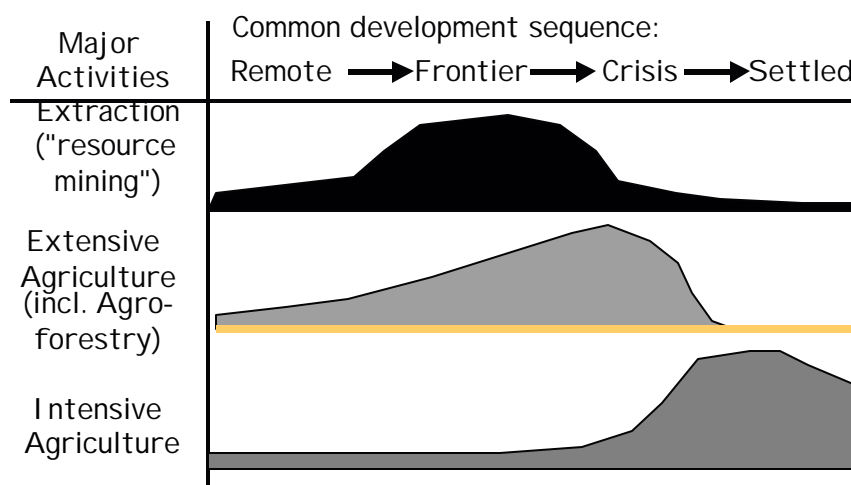 Major
Activities
Common development sequence:
Remote Frontier Crisis Settled
Extraction
("resource
mining")
Extensive
Agriculture
(incl. Agro-
forestry)
Intensive
Agriculture